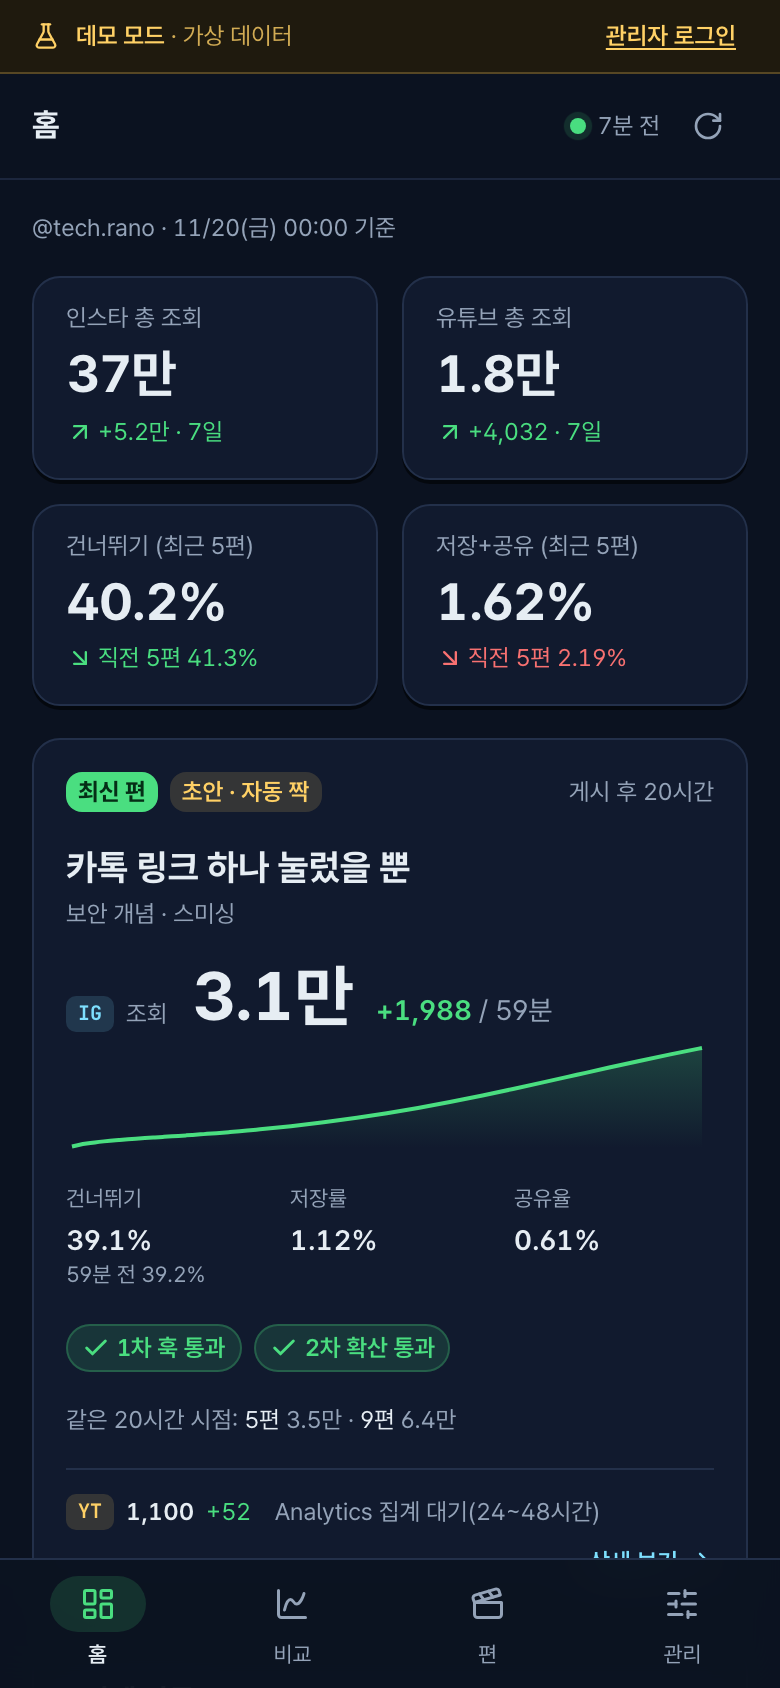 데모 모드 · 가상 데이터 관리자 로그인
홈 7분 전
@tech.rano · 11/20(금) 00:00 기준
인스타 총 조회
37만
+5.2만 · 7일
유튜브 총 조회
1.8만
+4,032 · 7일
건너뛰기 (최근 5편)
40.2%
직전 5편 41.3%
저장+공유 (최근 5편)
1.62%
직전 5편 2.19%
최신 편 초안 · 자동 짝 게시 후 20시간
카톡 링크 하나 눌렀을 뿐
보안 개념 · 스미싱
IG 조회 3.1만 +1,988 / 59분
건너뛰기 저장률 공유율
39.1% 1.12% 0.61%
59분 전 39.2%
1차 훅 통과 2차 확산 통과
같은 20시간 시점: 5편 3.5만 · 9편 6.4만
YT 1,100 +52 Analytics 집계 대기(24~48시간)
홈 비교 편 관리